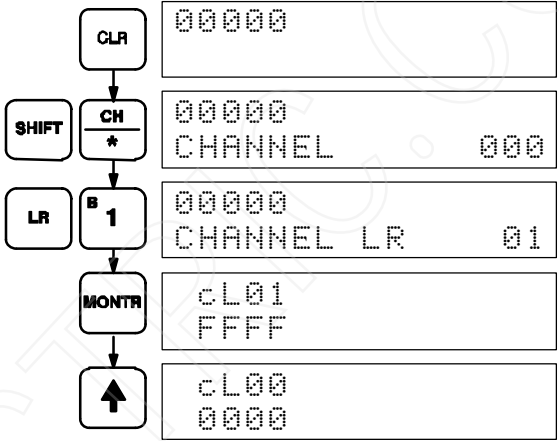 CLR
00000
SHIFT
CH
*
00000
CHANNEL 000
LR
B
1
00000
CHANNEL LR 01
MONTR
cL01
FFFF
cL00
0000